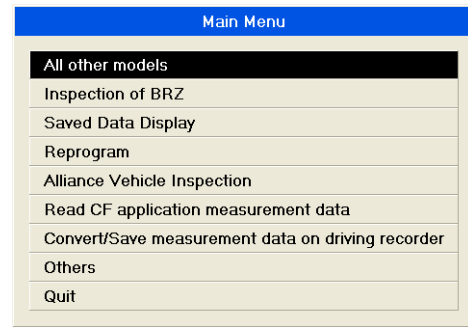 Main Menu
All other models
Inspection of BRZ
Saved Data Display
Reprogram
Alliance Vehicle Inspection
Read CF application measurement data
Convert/Save measurement data on driving recorder
Others
Quit